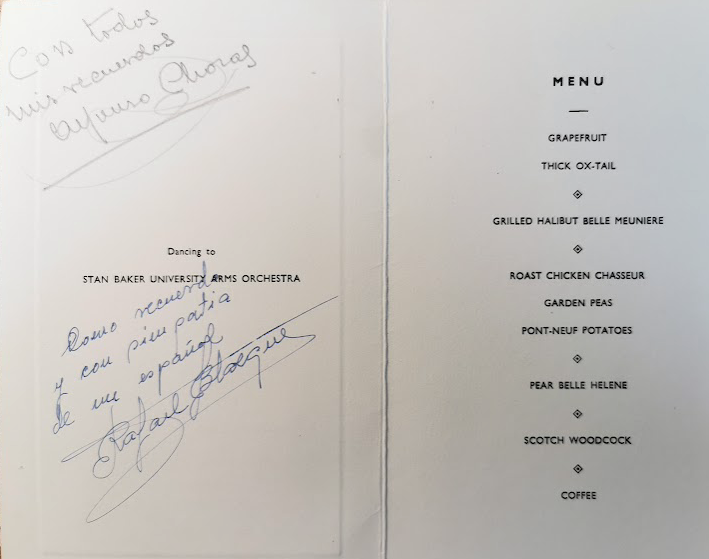 Con todos
mis recuerdos
Alfonso Choras
Dancing to
STAN BAKER UNIVERSITY ARMS ORCHESTRA
Como recuerdo
y con simpatia
de un español
Rafael
MENU
GRAPEFRUIT
THICK OX-TAIL
GRILLED HALIBUT BELLE MEUNIERE
ROAST CHICKEN CHASSEUR
GARDEN PEAS
PONT-NEUF POTATOES
PEAR BELLE HELENE
SCOTCH WOODCOCK
COFFEE